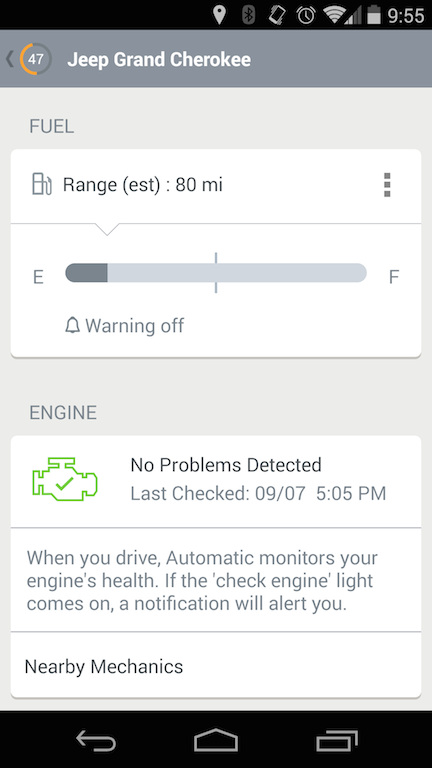 9:55
47 Jeep Grand Cherokee
FUEL
Range (est) : 80 mi
E F
Warning off
ENGINE
No Problems Detected
Last Checked: 09/07 5:05 PM
When you drive, Automatic monitors your
engine's health. If the 'check engine' light
comes on, a notification will alert you.
Nearby Mechanics